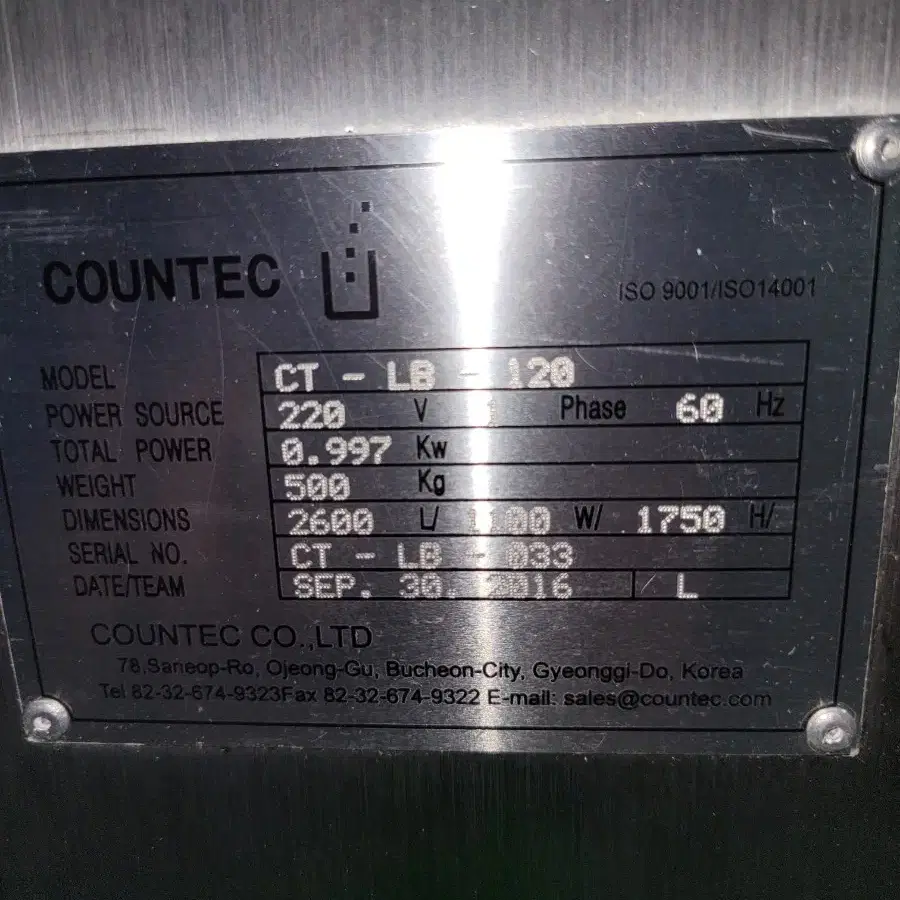 COUNTEC
ISO 9001/ISO14001
MODEL CT - LB - 120
POWER SOURCE 220 V Phase 60 Hz
TOTAL POWER 0.997 Kw
WEIGHT 500 Kg
DIMENSIONS 2600 L/ W/ 1750 H/
SERIAL NO. CT - LB - 033
DATE/TEAM SEP. 30. 2016 L
COUNTEC CO.,LTD
78,Saneop-Ro, Ojeong-Gu, Bucheon-City, Gyeonggi-Do, Korea
Tel 82-32-674-9323Fax 82-32-674-9322 E-mail: sales@countec.com